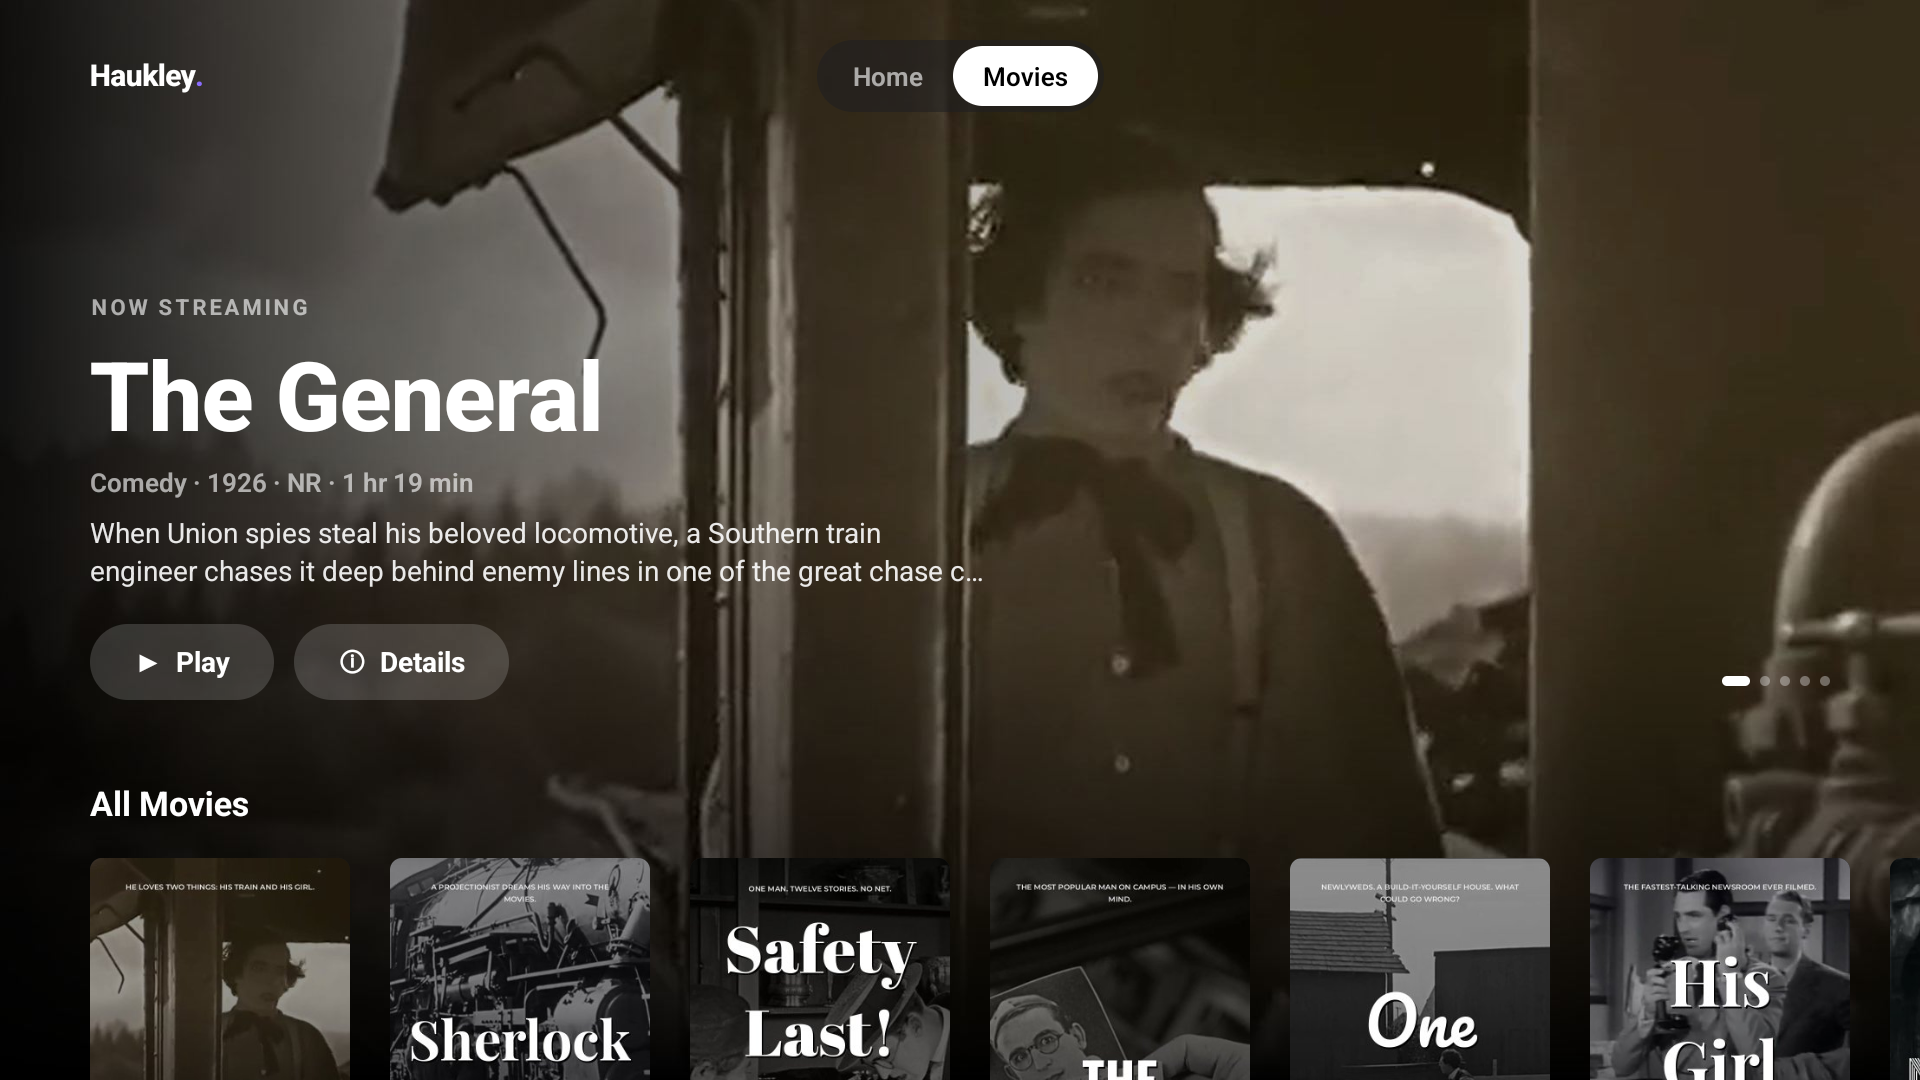 Haukley.
Home
Movies
NOW STREAMING
The General
Comedy · 1926 · NR · 1 hr 19 min
When Union spies steal his beloved locomotive, a Southern train
engineer chases it deep behind enemy lines in one of the great chase c…
Play
Details
All Movies
HE LOVES TWO THINGS: HIS TRAIN AND HIS GIRL.
A PROJECTIONIST DREAMS HIS WAY INTO THE
MOVIES.
Sherlock
ONE MAN. TWELVE STORIES. NO NET.
Safety
Last!
THE MOST POPULAR MAN ON CAMPUS — IN HIS OWN
MIND.
THE
NEWLYWEDS. A BUILD-IT-YOURSELF HOUSE. WHAT
COULD GO WRONG?
One
THE FASTEST-TALKING NEWSROOM EVER FILMED.
His
Girl